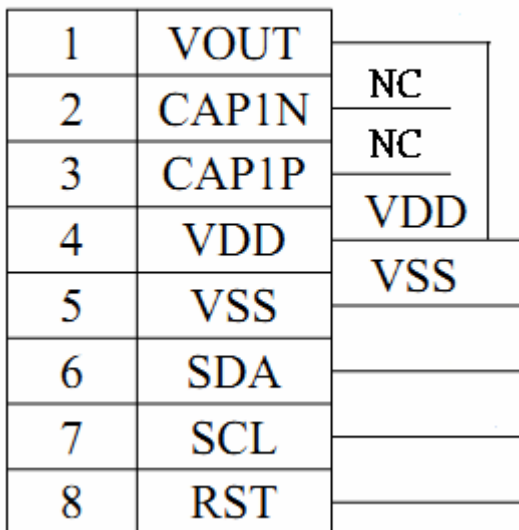 1 VOUT
NC
2 CAP1N
NC
3 CAP1P
VDD
4 VDD
VSS
5 VSS
6 SDA
7 SCL
8 RST